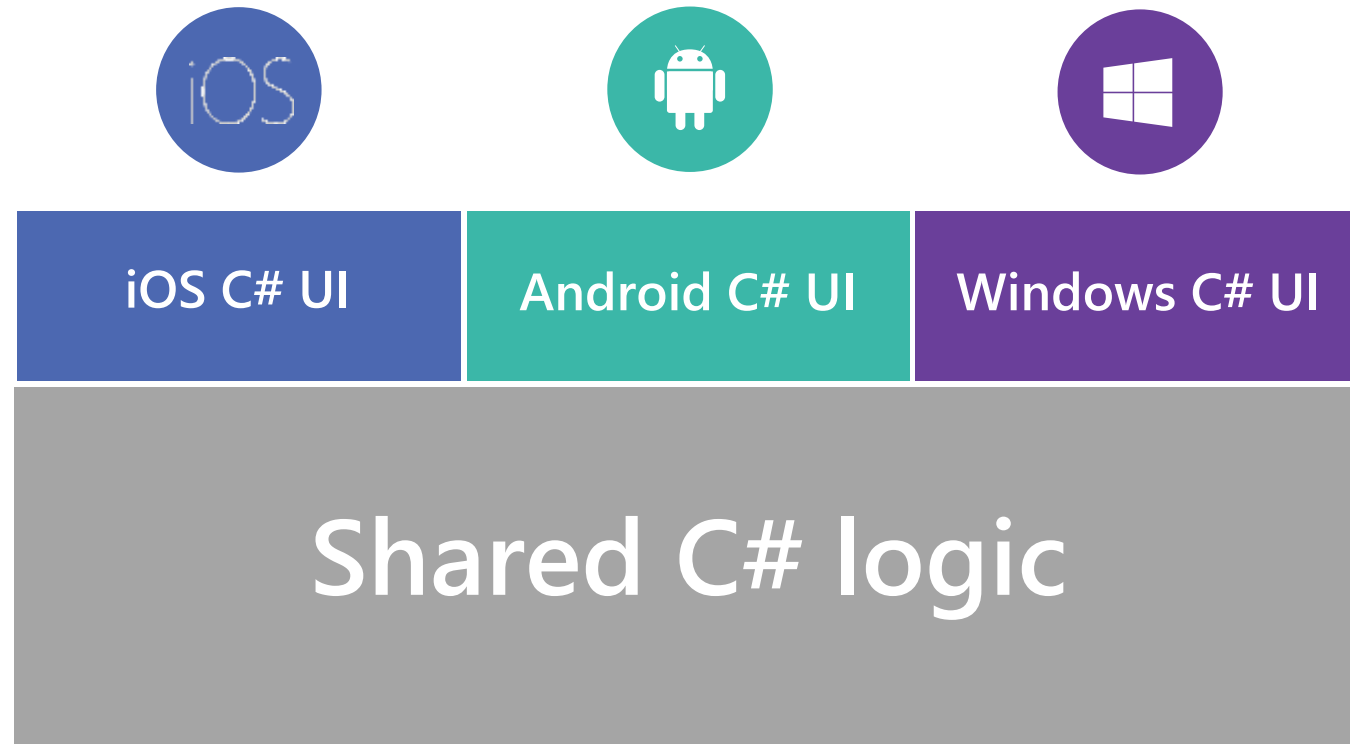 iOS
iOS C# UI
Android C# UI
Windows C# UI
Shared C# logic